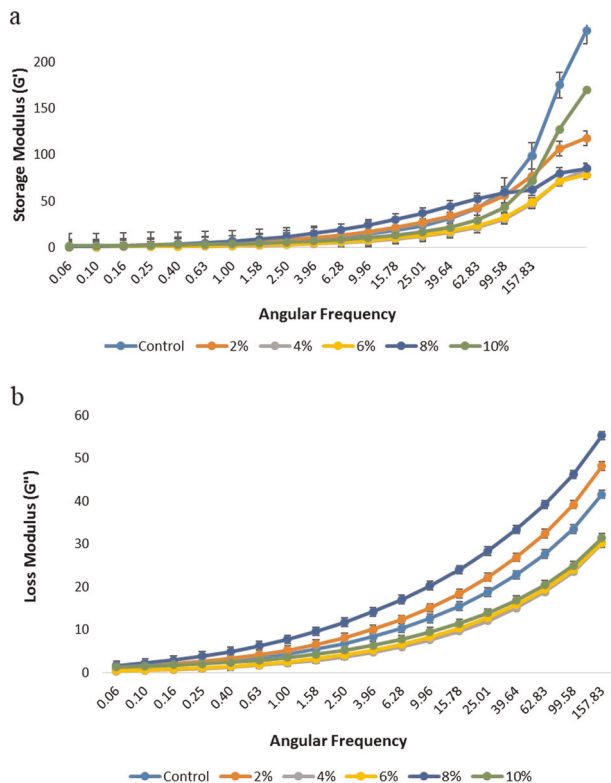 a
200
150
100
50
0
Storage Modulus (G')
0.06 0.10 0.16 0.25 0.40 0.63 1.00 1.58 2.50 3.96 6.28 9.96 15.78 25.01 39.64 62.83 99.58 157.83
Angular Frequency
Control 2% 4% 6% 8% 10%
b
60
50
40
30
20
10
0
Loss Modulus (G")
0.06 0.10 0.16 0.25 0.40 0.63 1.00 1.58 2.50 3.96 6.28 9.96 15.78 25.01 39.64 62.83 99.58 157.83
Angular Frequency
Control 2% 4% 6% 8% 10%